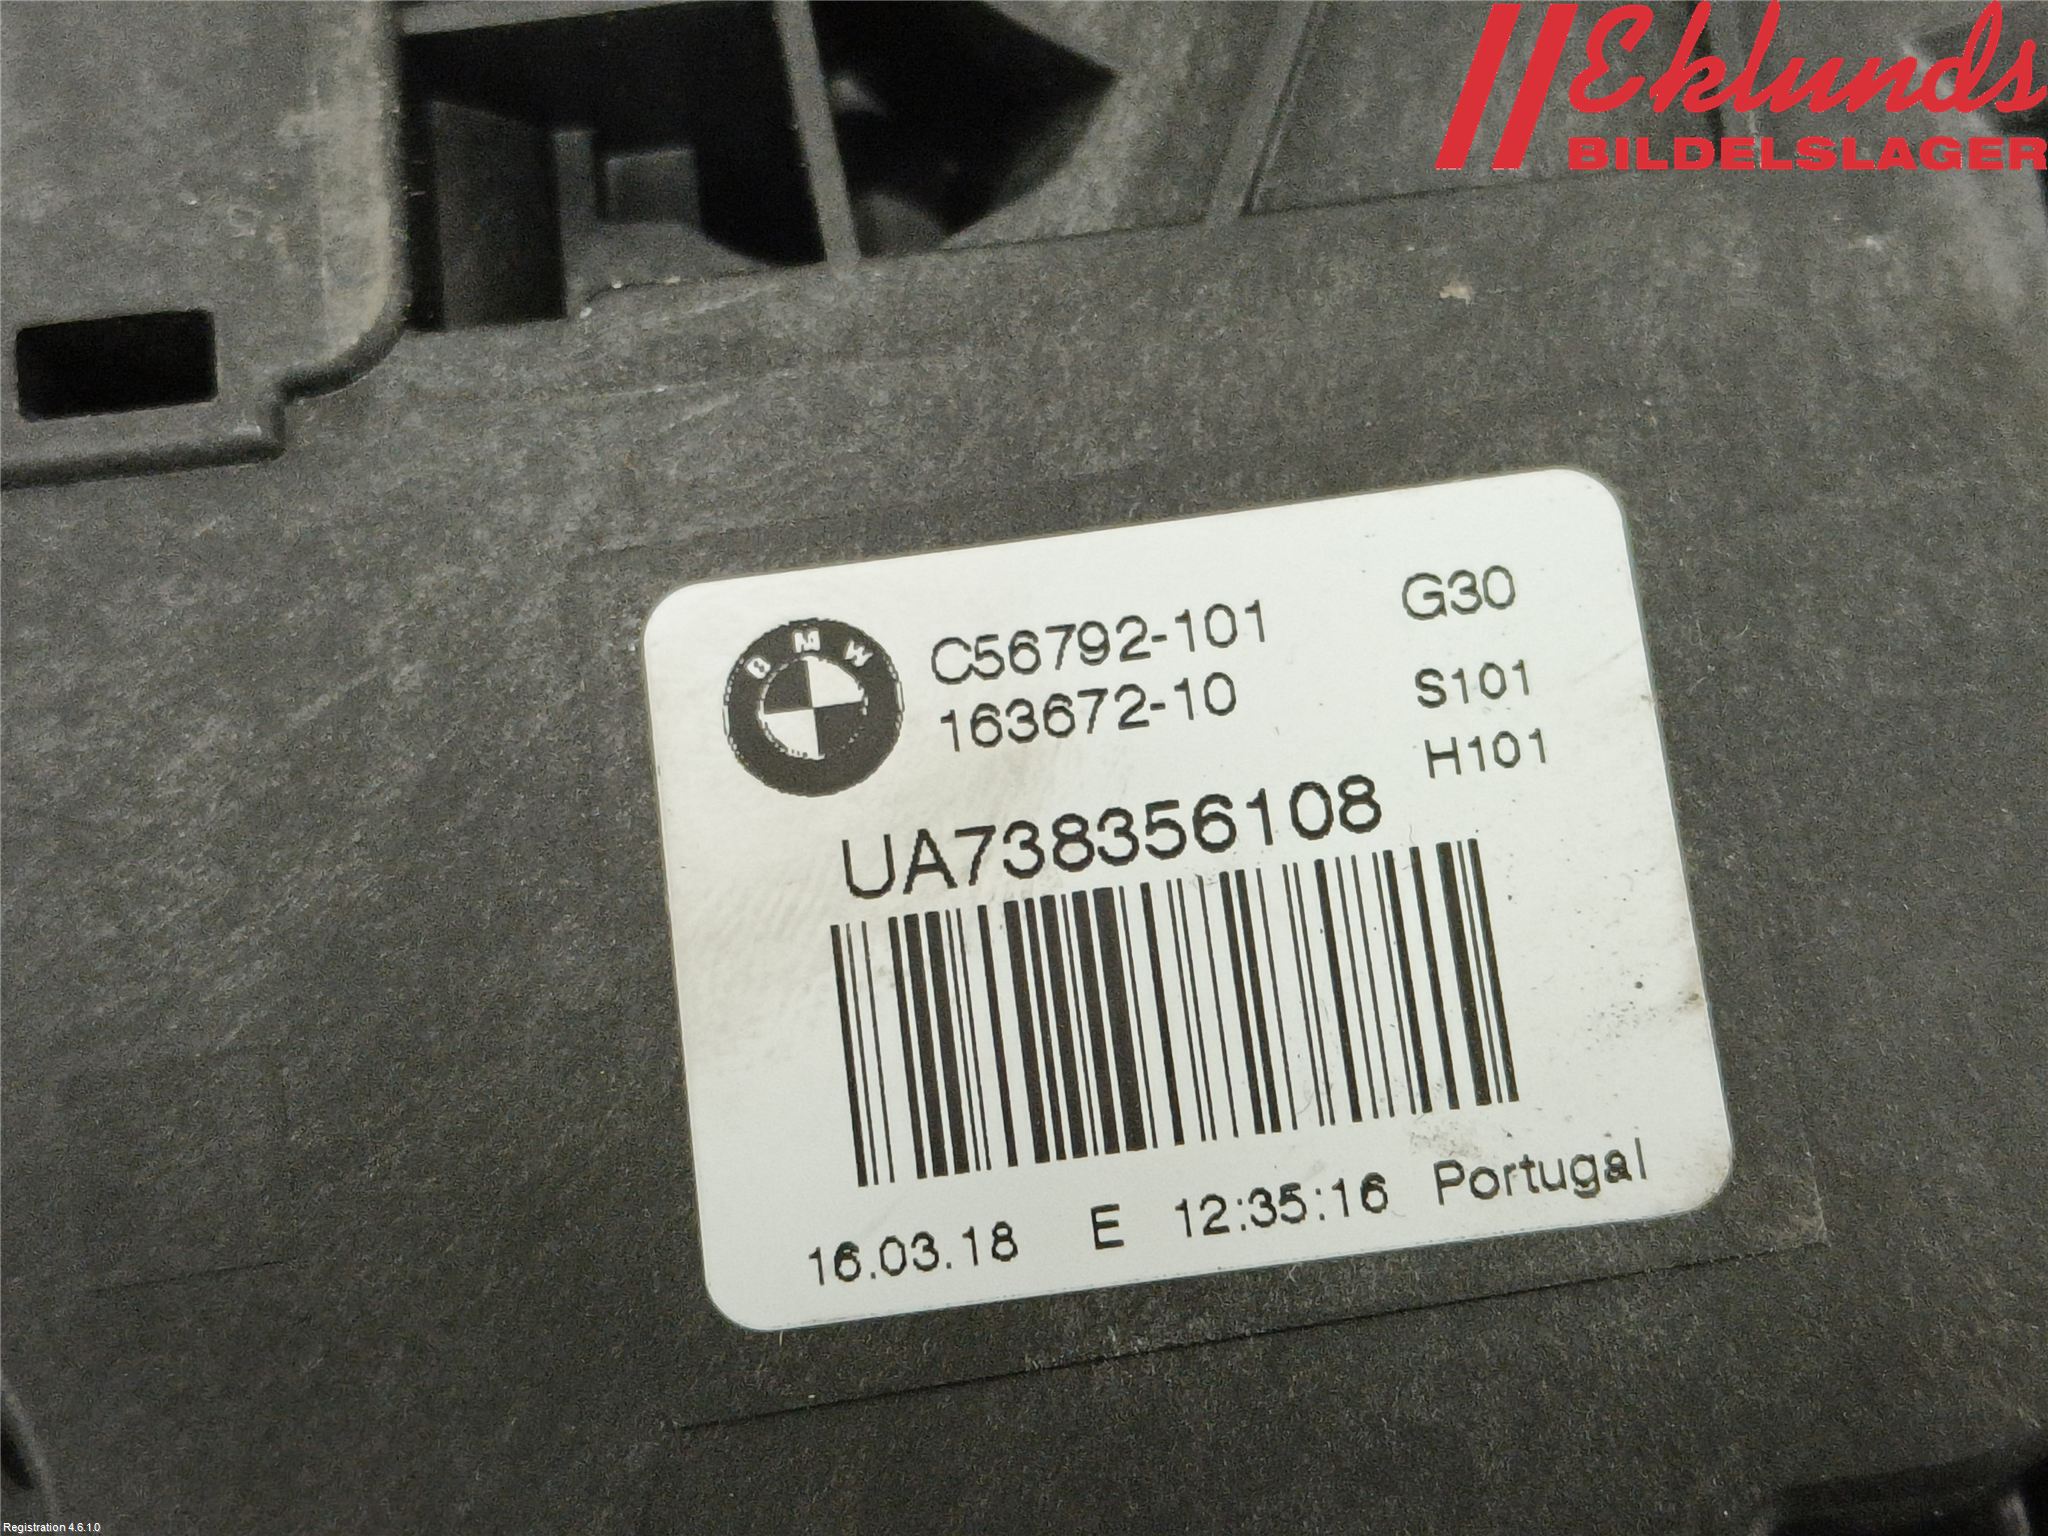 Eklunds
BILDELSLAGER
BMW
C56792-101 G30
163672-10 S101
H101
UA738356108
16.03.18 E 12:35:16 Portugal
Registration 4.6.1.0